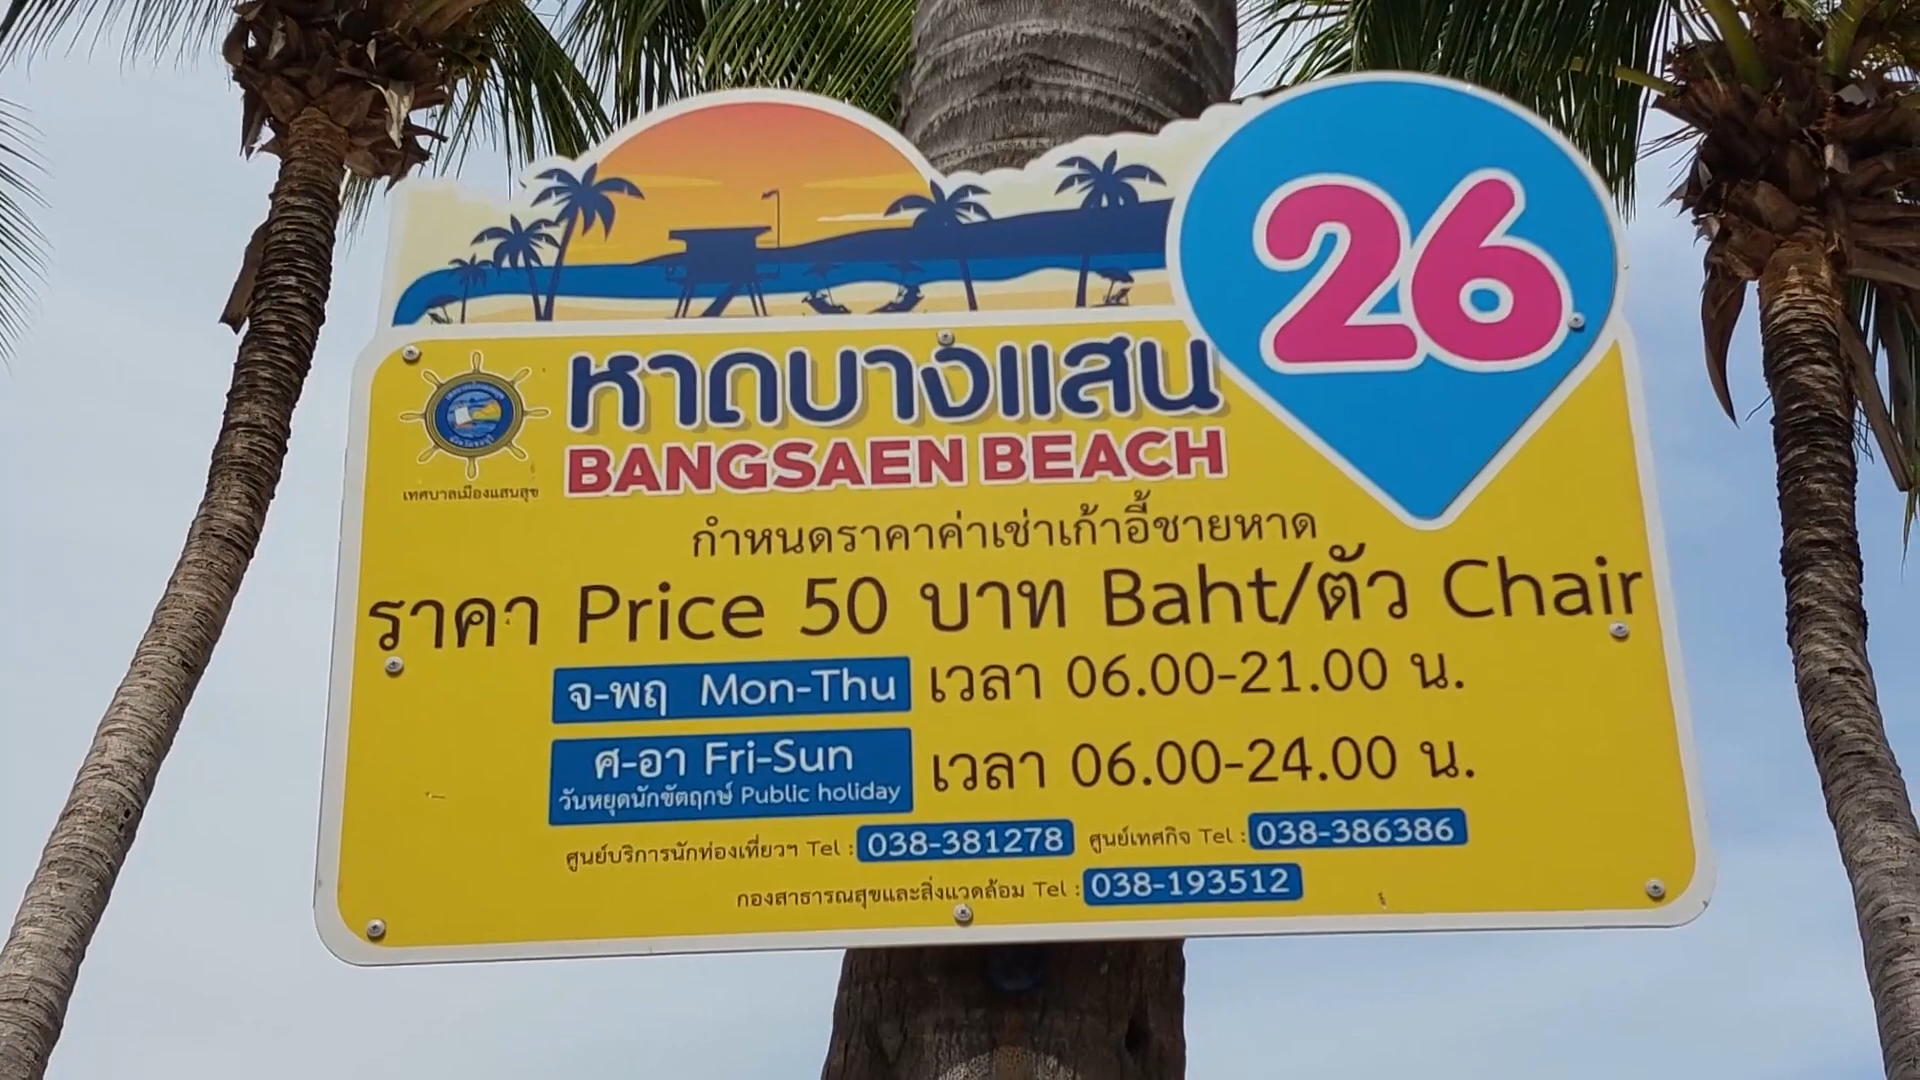 26
หาดบางแสน
BANGSAEN BEACH
เทศบาลเมืองแสนสุข
กำหนดราคาค่าเช่าเก้าอี้ชายหาด
ราคา Price 50 บาท Baht/ตัว Chair
จ-พฤ Mon-Thu เวลา 06.00-21.00 น.
ศ-อา Fri-Sun เวลา 06.00-24.00 น.
วันหยุดนักขัตฤกษ์ Public holiday
ศูนย์บริการนักท่องเที่ยวฯ Tel : 038-381278 ศูนย์เทศกิจ Tel : 038-386386
กองสาธารณสุขและสิ่งแวดล้อม Tel : 038-193512